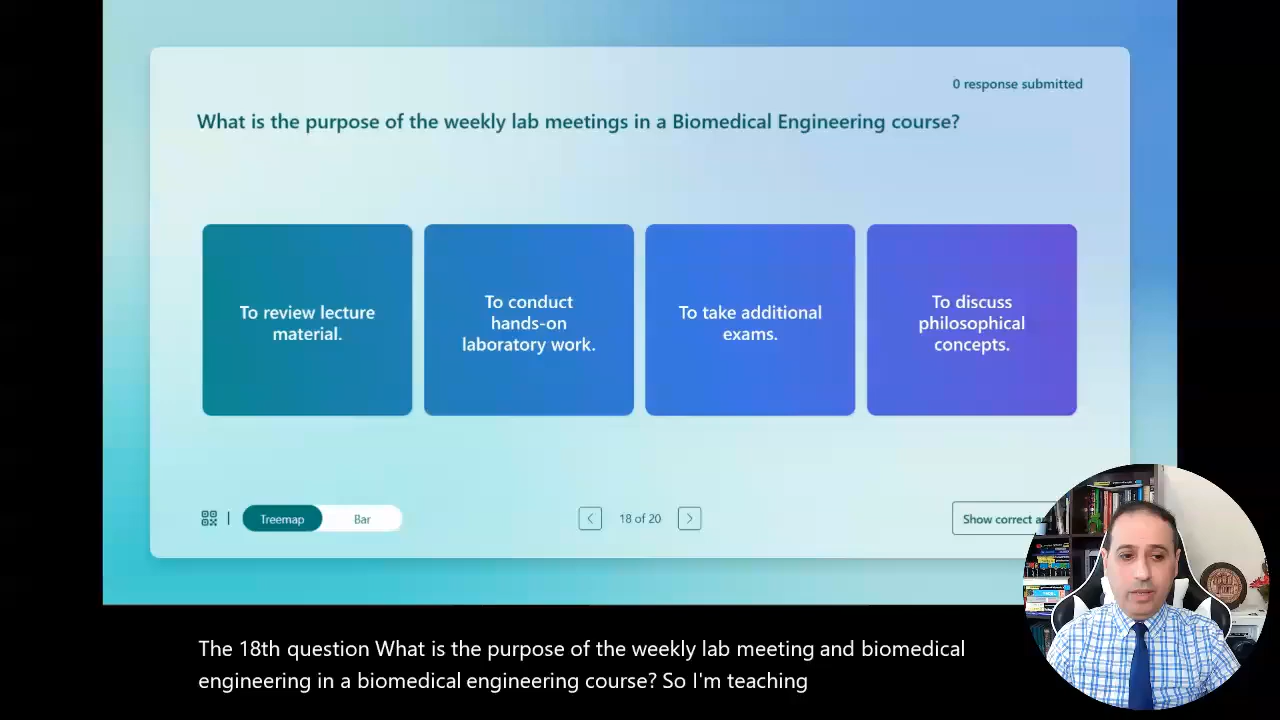 0 response submitted
What is the purpose of the weekly lab meetings in a Biomedical Engineering course?
To review lecture
material.
To conduct
hands-on
laboratory work.
To take additional
exams.
To discuss
philosophical
concepts.
Treemap
Bar
18 of 20
Show correct a
The 18th question What is the purpose of the weekly lab meeting and biomedical
engineering in a biomedical engineering course? So I'm teaching